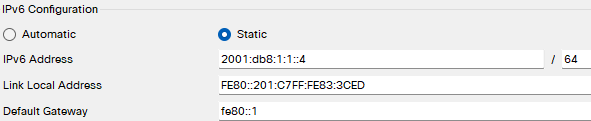 IPv6 Configuration
Automatic Static
IPv6 Address 2001:db8:1:1::4 / 64
Link Local Address FE80::201:C7FF:FE83:3CED
Default Gateway fe80::1